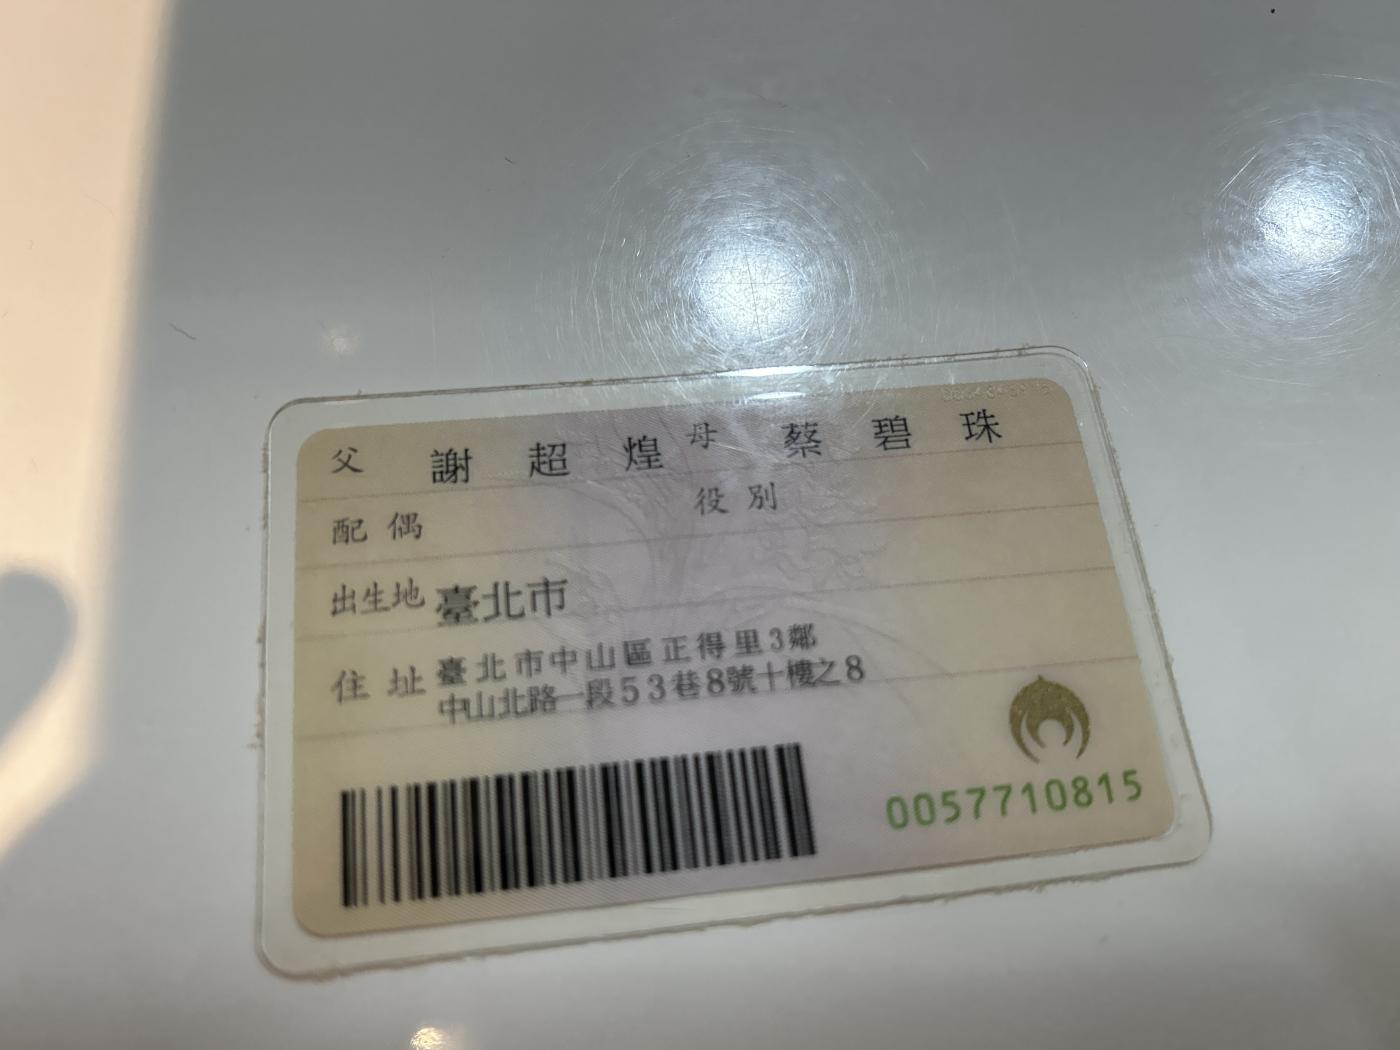 父 謝超煌 母 蔡碧珠
配偶 役別
出生地 臺北市
住址 臺北市中山區正得里3鄰
中山北路一段53巷8號十樓之8
0057710815